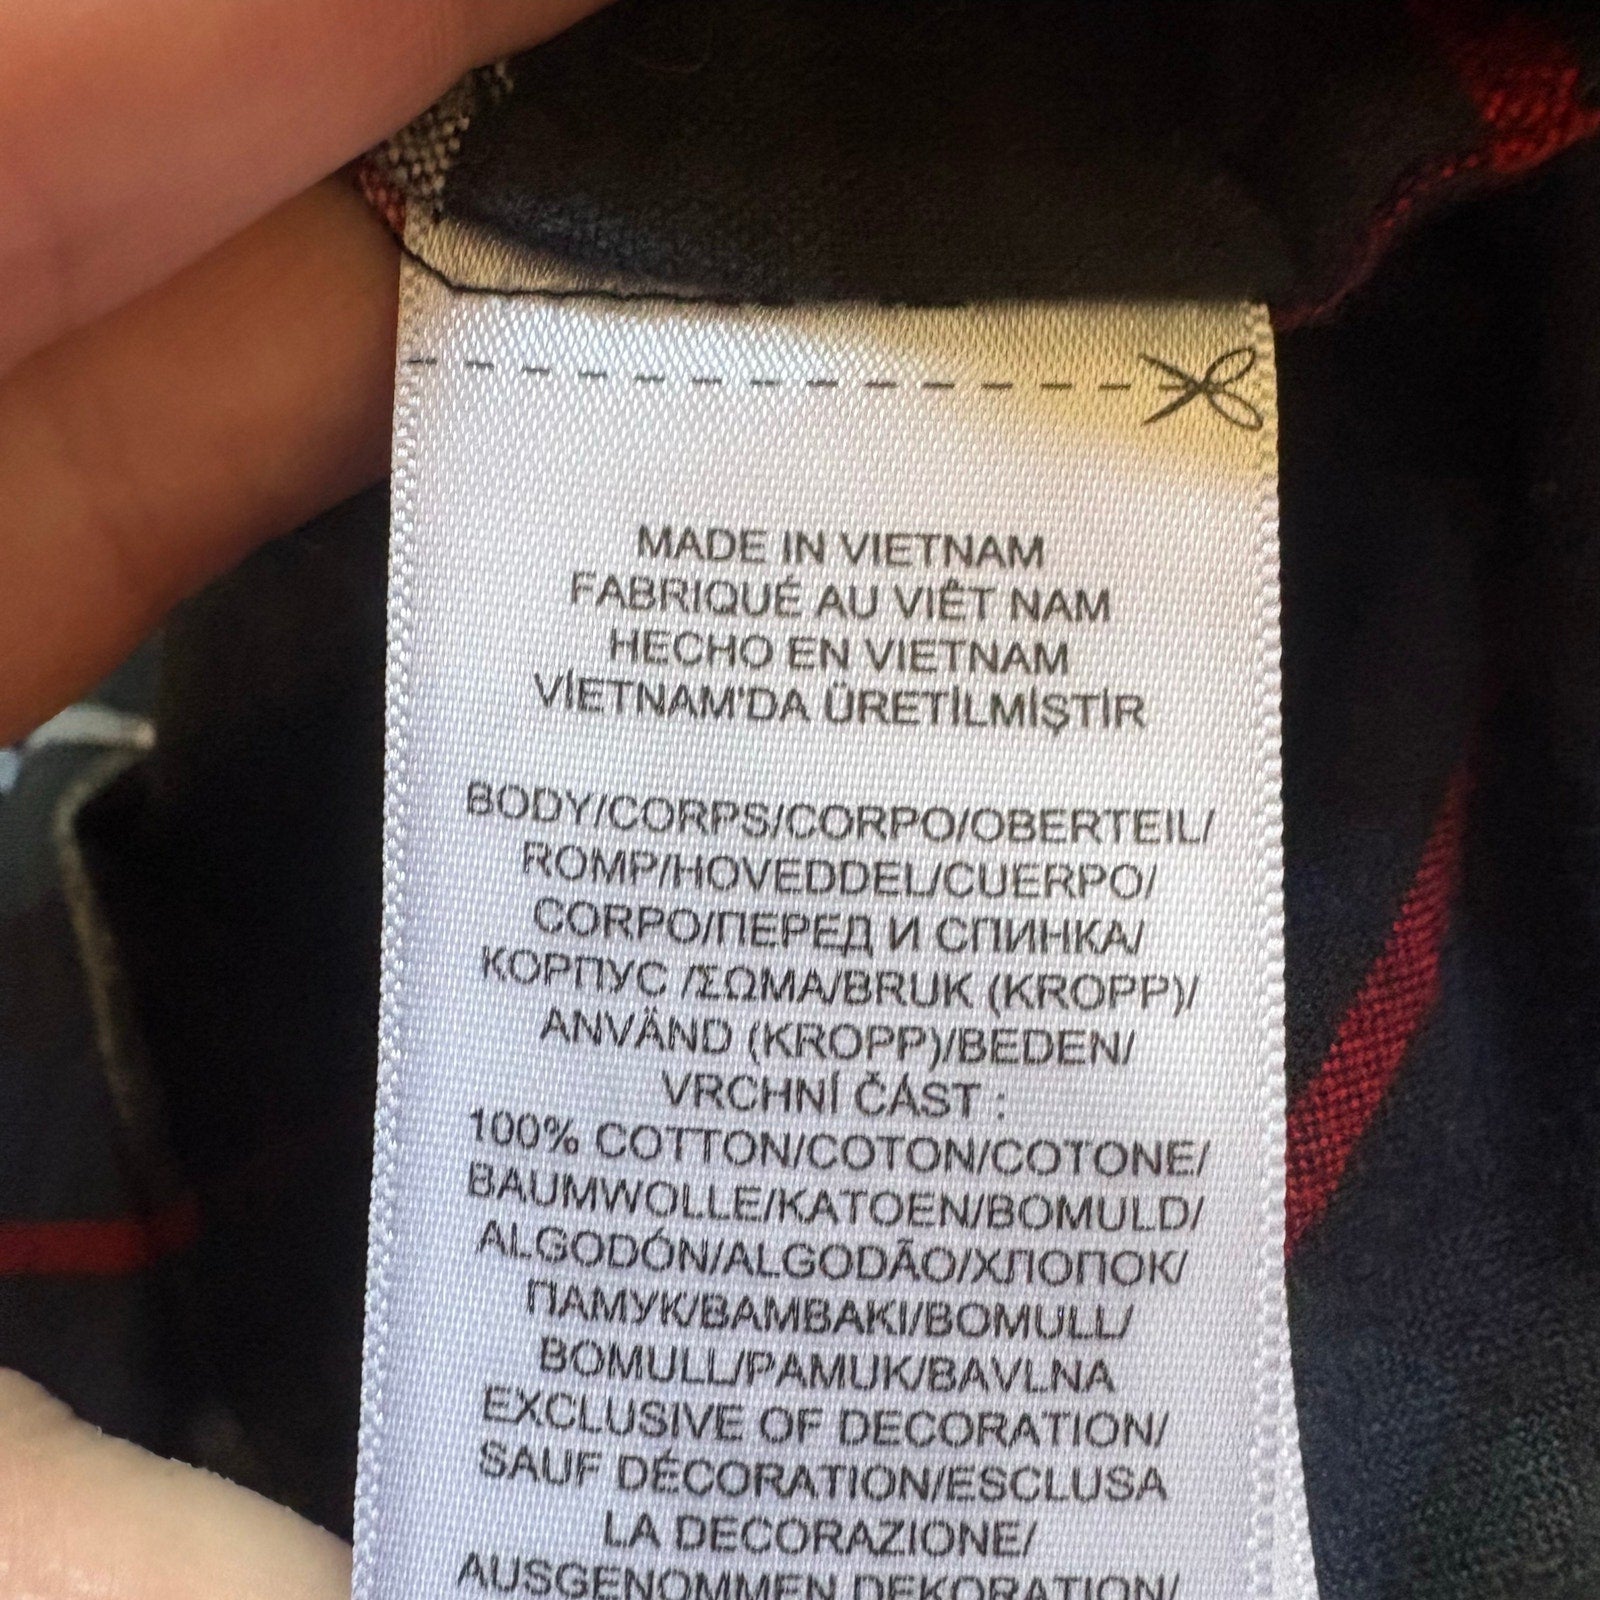 MADE IN VIETNAM
FABRIQUÉ AU VIÊT NAM
HECHO EN VIETNAM
VİETNAM'DA ÜRETİLMİŞTİR
BODY/CORPS/CORPO/OBERTEIL/
ROMP/HOVEDDEL/CUERPO/
CORPO/ПЕРЕД И СПИНКА/
КОРПУС /ΣΩΜΑ/BRUK (KROPP)/
ANVÄND (KROPP)/BEDEN/
VRCHNÍ ČÁST :
100% COTTON/COTON/COTONE/
BAUMWOLLE/KATOEN/BOMULD/
ALGODÓN/ALGODÃO/ХЛОПОК/
ПАМУК/ΒΑΜΒΑΚΙ/BOMULL/
BOMULL/PAMUK/BAVLNA
EXCLUSIVE OF DECORATION/
SAUF DÉCORATION/ESCLUSA
LA DECORAZIONE/
AUSGENOMMEN DEKORATION/